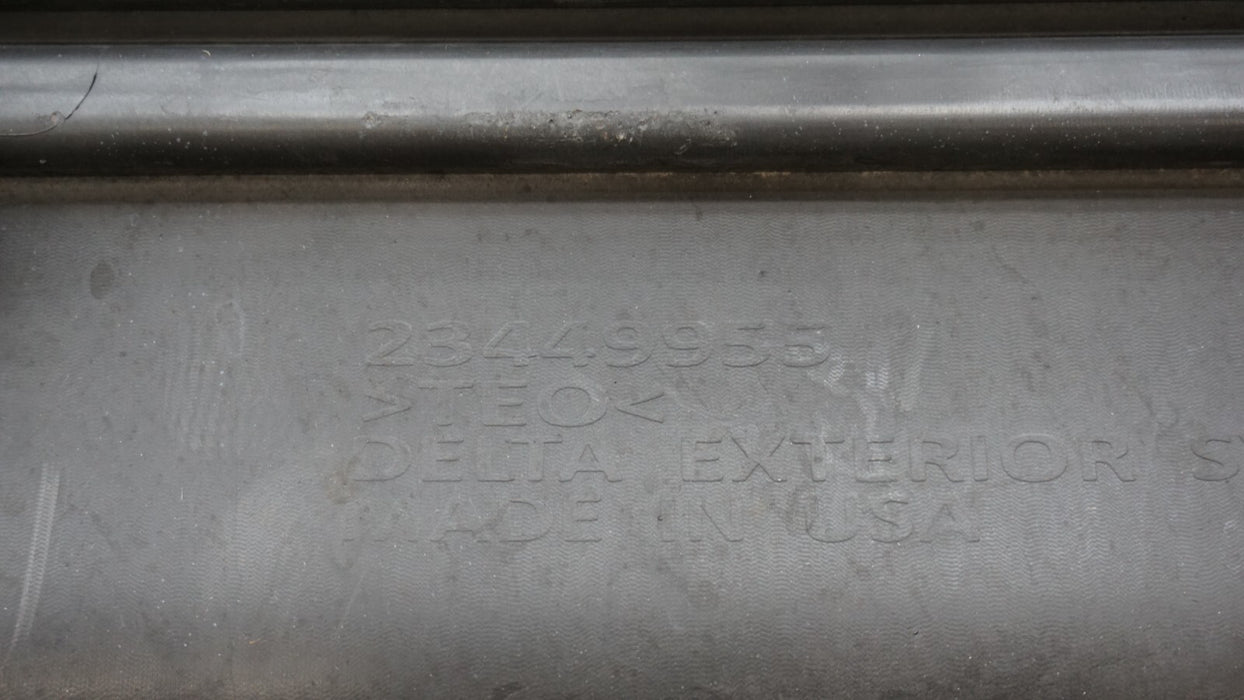 23449955
>TEO<
DELTA EXTERIOR
MADE IN USA